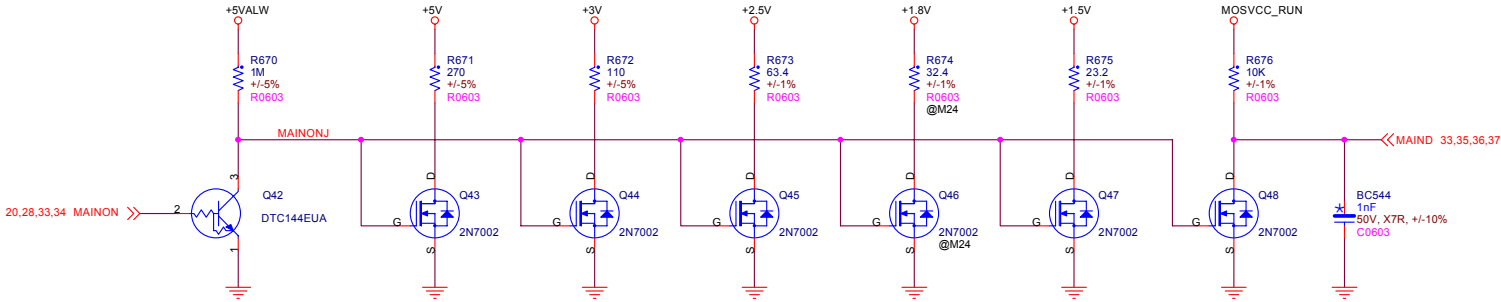 +5VALW
+5V
+3V
+2.5V
+1.8V
+1.5V
MOSVCC_RUN
R670
1M
+/-5%
R0603
R671
270
+/-5%
R0603
R672
110
+/-5%
R0603
R673
63.4
+/-1%
R0603
R674
32.4
+/-1%
R0603
@M24
R675
23.2
+/-1%
R0603
R676
10K
+/-1%
R0603
MAINONJ
MAIND 33,35,36,37
20,28,33,34 MAINON
2
3
1
Q42
DTC144EUA
D
G
S
Q43
2N7002
D
G
S
Q44
2N7002
D
G
S
Q45
2N7002
D
G
S
Q46
2N7002
@M24
D
G
S
Q47
2N7002
D
G
S
Q48
2N7002
BC544
1nF
50V, X7R, +/-10%
C0603